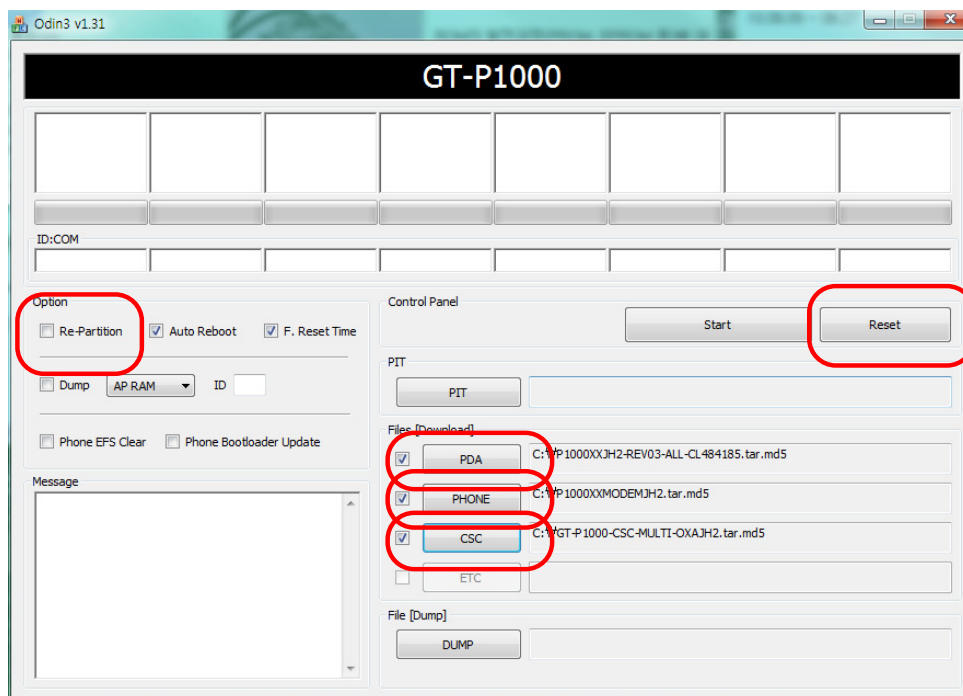 Odin3 v1.31
GT-P1000
ID:COM
Option
Re-Partition
Auto Reboot
F. Reset Time
Dump
AP RAM
ID
Phone EFS Clear
Phone Bootloader Update
Message
Control Panel
Start
Reset
PIT
PIT
Files [Download]
PDA
C:\P1000XXJH2-REV03-ALL-CL484185.tar.md5
PHONE
C:\P1000XXMODEMJH2.tar.md5
CSC
C:\GT-P1000-CSC-MULTI-OXAJH2.tar.md5
ETC
File [Dump]
DUMP